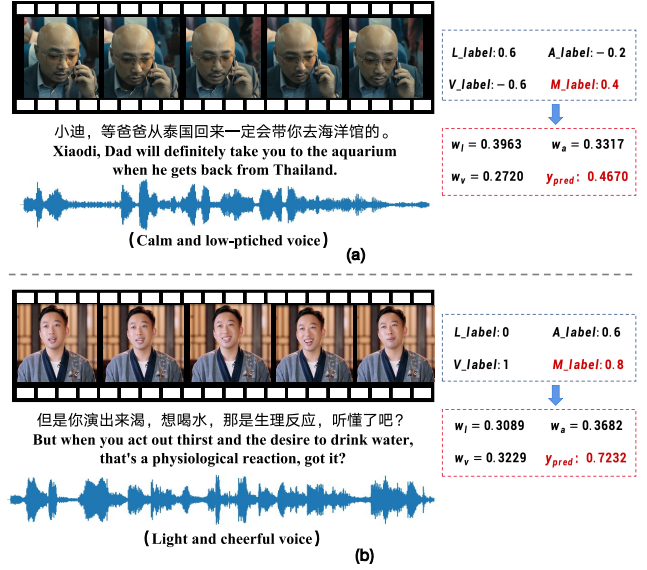 L_label: 0.6 A_label: −0.2
V_label: −0.6 M_label: 0.4
小迪，等爸爸从泰国回来一定会带你去海洋馆的。
Xiaodi, Dad will definitely take you to the aquarium
when he gets back from Thailand.
w_l = 0.3963 w_a = 0.3317
w_v = 0.2720 y_pred: 0.4670
(Calm and low-ptiched voice)
(a)
L_label: 0 A_label: 0.6
V_label: 1 M_label: 0.8
但是你演出来渴，想喝水，那是生理反应，听懂了吧？
But when you act out thirst and the desire to drink water,
that's a physiological reaction, got it?
w_l = 0.3089 w_a = 0.3682
w_v = 0.3229 y_pred: 0.7232
(Light and cheerful voice)
(b)